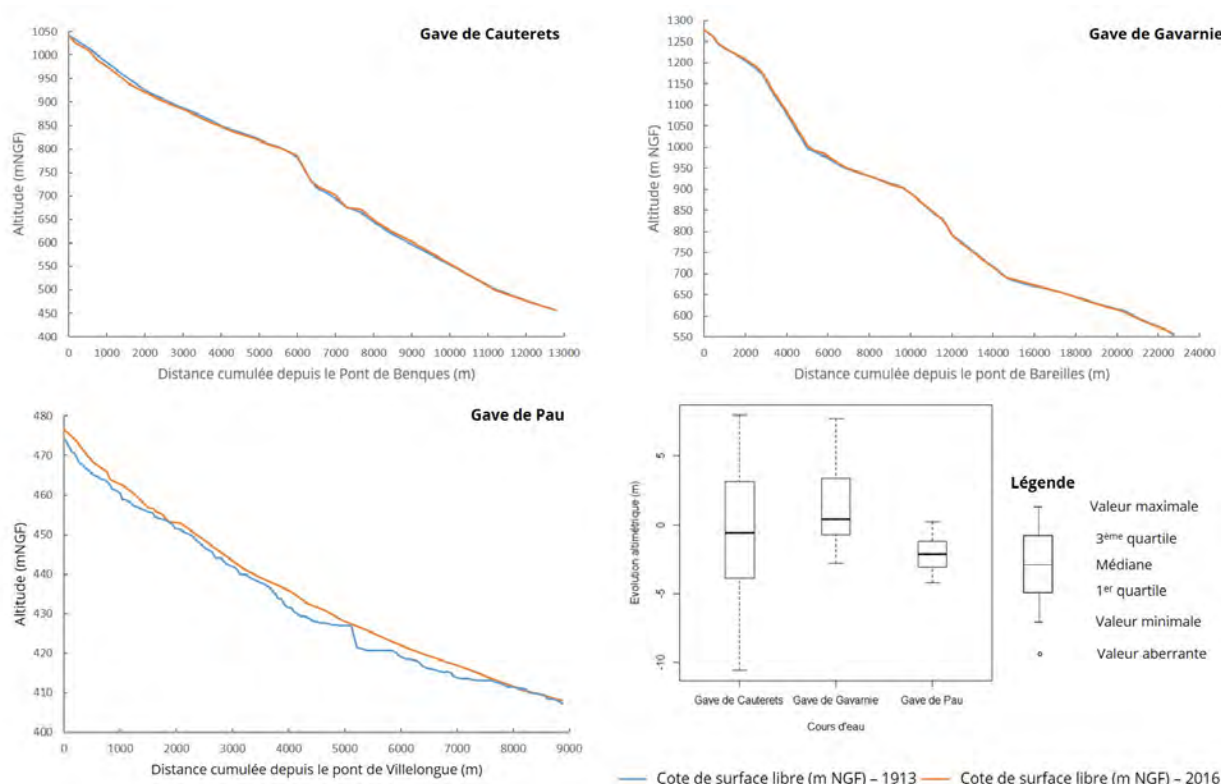 Gave de Cauterets
Altitude (mNGF)
1050
1000
950
900
850
800
750
700
650
600
550
500
450
400
0 1000 2000 3000 4000 5000 6000 7000 8000 9000 10000 11000 12000 13000
Distance cumulée depuis le Pont de Benques (m)
Gave de Gavarnie
Altitude (m NGF)
1300
1250
1200
1150
1100
1050
1000
950
900
850
800
750
700
650
600
550
0 2000 4000 6000 8000 10000 12000 14000 16000 18000 20000 22000 24000
Distance cumulée depuis le pont de Bareilles (m)
Gave de Pau
Altitude (mNGF)
480
470
460
450
440
430
420
410
400
0 1000 2000 3000 4000 5000 6000 7000 8000 9000
Distance cumulée depuis le pont de Villelongue (m)
Evolution altimétrique (m)
5
0
-5
-10
Gave de Cauterets Gave de Gavarnie Gave de Pau
Cours d'eau
Légende
Valeur maximale
3ème quartile
Médiane
1er quartile
Valeur minimale
Valeur aberrante
Cote de surface libre (m NGF) – 1913 Cote de surface libre (m NGF) – 2016